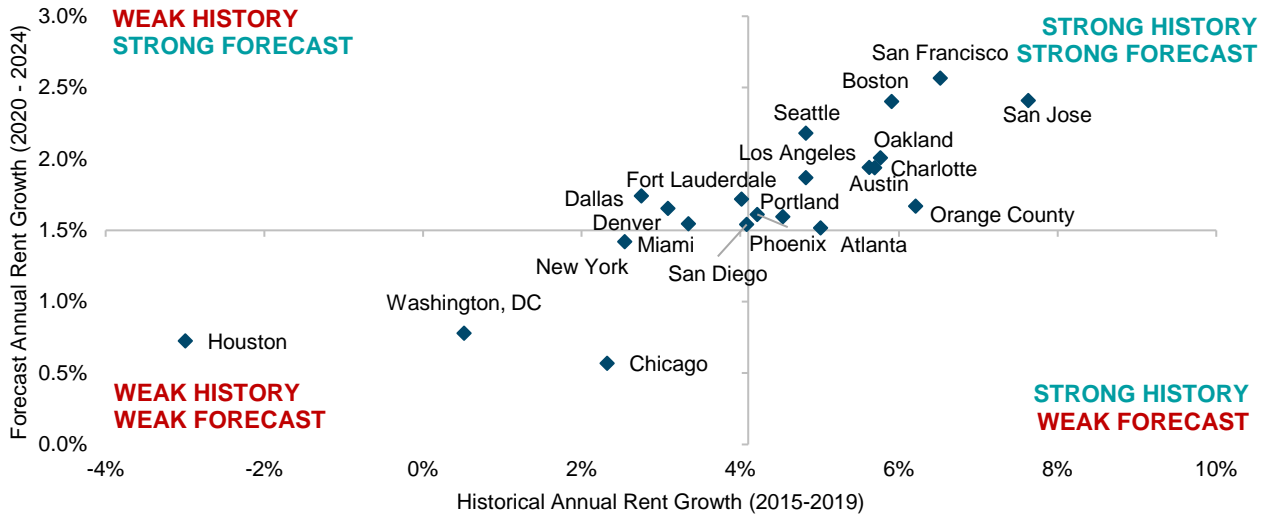 Forecast Annual Rent Growth (2020 - 2024)
3.0%
2.5%
2.0%
1.5%
1.0%
0.5%
0.0%
WEAK HISTORY
STRONG FORECAST
STRONG HISTORY
STRONG FORECAST
San Francisco
Boston
San Jose
Seattle
Oakland
Los Angeles
Charlotte
Austin
Fort Lauderdale
Dallas
Portland
Orange County
Denver
Miami
Phoenix
Atlanta
New York
San Diego
Washington, DC
Houston
Chicago
WEAK HISTORY
WEAK FORECAST
STRONG HISTORY
WEAK FORECAST
-4%
-2%
0%
2%
4%
6%
8%
10%
Historical Annual Rent Growth (2015-2019)